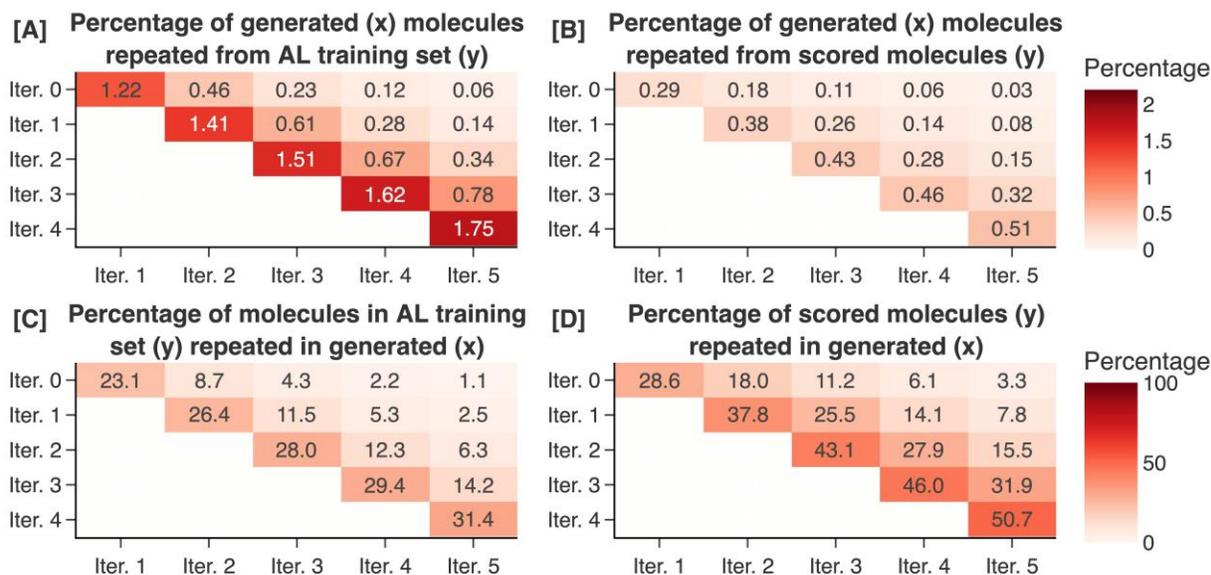 [A] Percentage of generated (x) molecules
repeated from AL training set (y)
Iter. 0 1.22 0.46 0.23 0.12 0.06
Iter. 1 1.41 0.61 0.28 0.14
Iter. 2 1.51 0.67 0.34
Iter. 3 1.62 0.78
Iter. 4 1.75
Iter. 1 Iter. 2 Iter. 3 Iter. 4 Iter. 5
[B] Percentage of generated (x) molecules
repeated from scored molecules (y)
Iter. 0 0.29 0.18 0.11 0.06 0.03
Iter. 1 0.38 0.26 0.14 0.08
Iter. 2 0.43 0.28 0.15
Iter. 3 0.46 0.32
Iter. 4 0.51
Iter. 1 Iter. 2 Iter. 3 Iter. 4 Iter. 5
Percentage
2
1.5
1
0.5
0
[C] Percentage of molecules in AL training
set (y) repeated in generated (x)
Iter. 0 23.1 8.7 4.3 2.2 1.1
Iter. 1 26.4 11.5 5.3 2.5
Iter. 2 28.0 12.3 6.3
Iter. 3 29.4 14.2
Iter. 4 31.4
Iter. 1 Iter. 2 Iter. 3 Iter. 4 Iter. 5
[D] Percentage of scored molecules (y)
repeated in generated (x)
Iter. 0 28.6 18.0 11.2 6.1 3.3
Iter. 1 37.8 25.5 14.1 7.8
Iter. 2 43.1 27.9 15.5
Iter. 3 46.0 31.9
Iter. 4 50.7
Iter. 1 Iter. 2 Iter. 3 Iter. 4 Iter. 5
Percentage
100
50
0